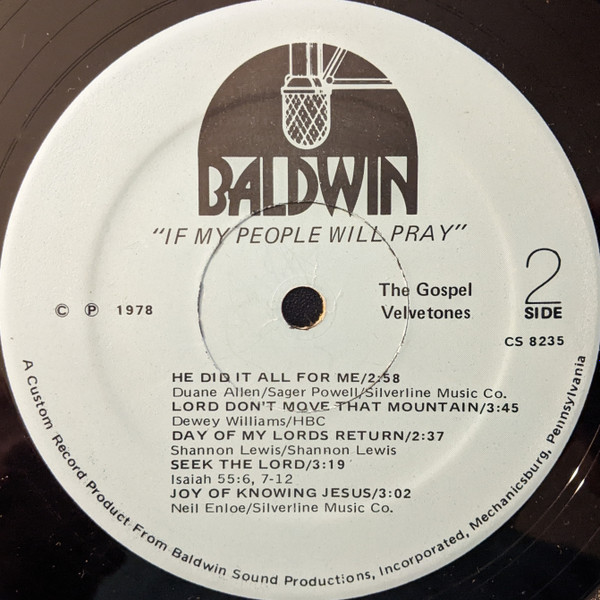 BALDWIN
"IF MY PEOPLE WILL PRAY"
© ℗ 1978
The Gospel
Velvetones
2
SIDE
CS 8235
HE DID IT ALL FOR ME/2:58
Duane Allen/Sager Powell/Silverline Music Co.
LORD DON'T MOVE THAT MOUNTAIN/3:45
Dewey Williams/HBC
DAY OF MY LORDS RETURN/2:37
Shannon Lewis/Shannon Lewis
SEEK THE LORD/3:19
Isaiah 55:6, 7-12
JOY OF KNOWING JESUS/3:02
Neil Enloe/Silverline Music Co.
A Custom Record Product From Baldwin Sound Productions, Incorporated, Mechanicsburg, Pennsylvania